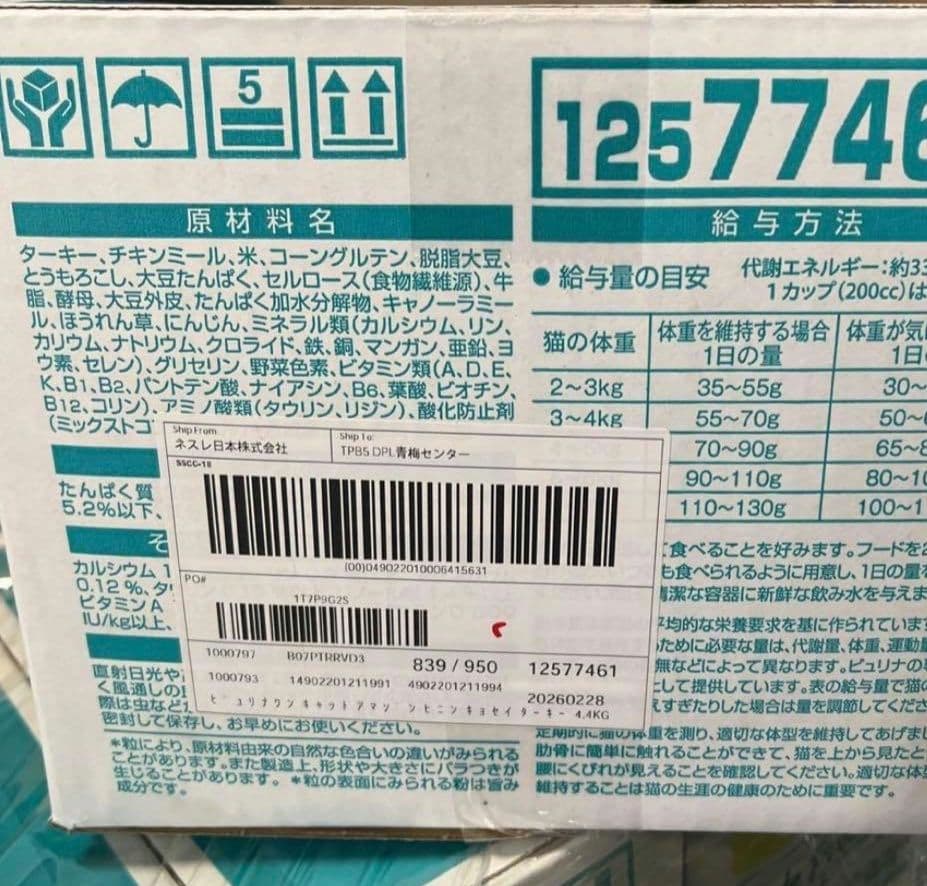 5
1257746
原材料名
ターキー、チキンミール、米、コーングルテン、脱脂大豆、
とうもろこし、大豆たんぱく、セルロース(食物繊維源)、牛
脂、酵母、大豆外皮、たんぱく加水分解物、キャノーラミー
ル、ほうれん草、にんじん、ミネラル類(カルシウム、リン、
カリウム、ナトリウム、クロライド、鉄、銅、マンガン、亜鉛、ヨ
ウ素、セレン)、グリセリン、野菜色素、ビタミン類(A、D、E、
K、B1、B2、パントテン酸、ナイアシン、B6、葉酸、ビオチン、
B12、コリン)、アミノ酸類(タウリン、リジン)、酸化防止剤
(ミックストコ
たんぱく質
5.2%以下、
そ
カルシウム 1
0.12%、タ
ビタミンA
IU/kg以上、
直射日光や
く風通しの
際は虫など
密封して保存し、お早めにお使いください。
*粒により、原材料由来の自然な色合いの違いがみられる
ことがあります。また製造上、形状や大きさにバラつきが
生じることがあります。 *粒の表面にみられる粉は旨み
成分です。
給与方法
●給与量の目安
代謝エネルギー:約33
1カップ(200cc)は
猫の体重 体重を維持する場合 体重が気
1日の量 1日
2〜3kg 35〜55g 30〜
3〜4kg 55〜70g 50〜
70〜90g 65〜8
90〜110g 80〜10
110〜130g 100〜1
食べることを好みます。フードを2
も食べられるように用意し、1日の量
潔な容器に新鮮な飲み水を与えま
平均的な栄養要求を基に作られています
ために必要な量は、代謝量、体重、運動量
無などによって異なります。ピュリナの
として提供しています。表の給与量で猫
えすぎたりした場合は量を調節してくださ
定期的に猫の体重を測り、適切な体型を維持してあげまし
肋骨に簡単に触れることができて、猫を上から見たと
腰にくびれが見えることを確認してください。適切な体
維持することは猫の生涯の健康のために重要です。
Ship From
ネスレ日本株式会社
Ship To:
TPB5 DPL青梅センター
SSCC-18
(00)049022010006415631
PO#
1T7P9G2S
1000797 B07PTRRVD3 839 / 950 12577461
1000793 14902201211991 4902201211994 20260228
ピュリナワンキャットアマゾンヒニンキョセイターキー 4.4KG